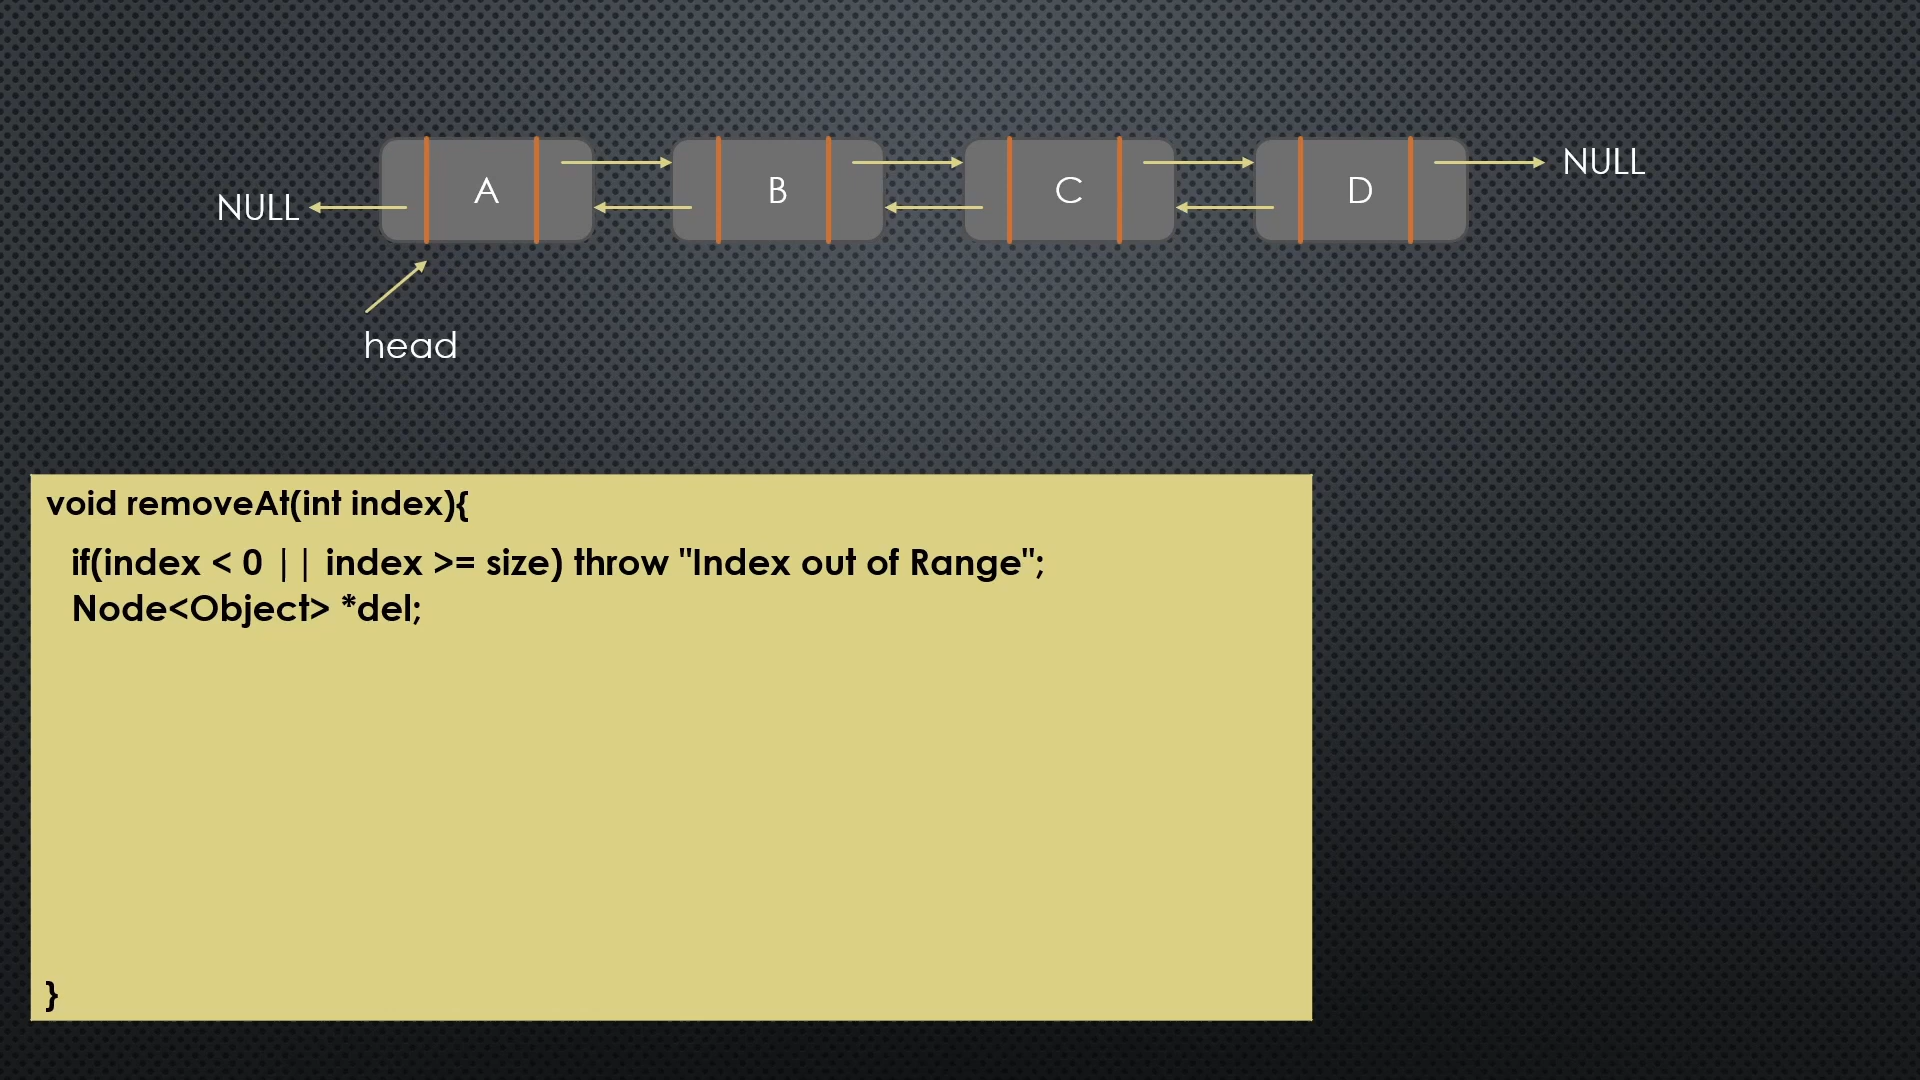 A B C D NULL
NULL
head
void removeAt(int index){
if(index < 0 || index >= size) throw "Index out of Range";
Node<Object> *del;
}